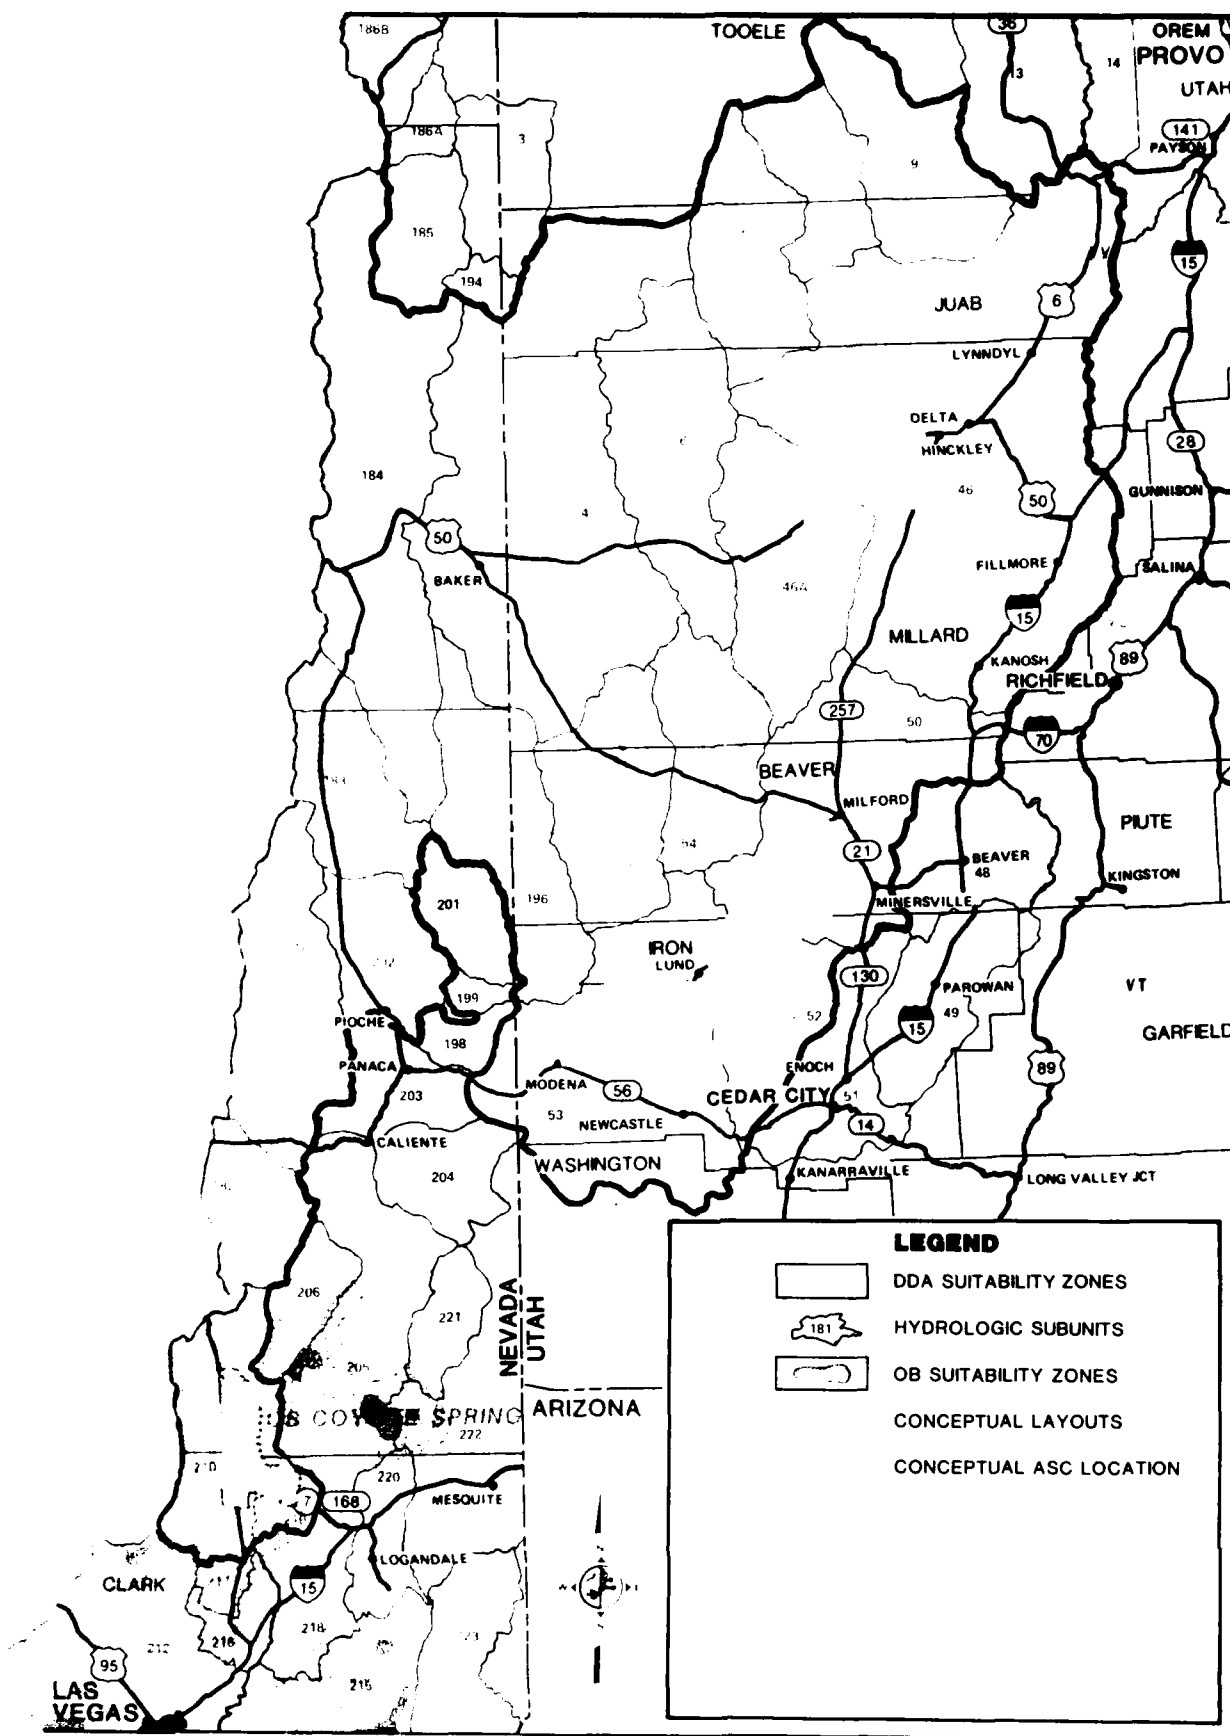 186B
TOOELE
36
OREM
PROVO
13
14
UTAH
186A
3
141
PAYSON
9
185
15
194
JUAB
6
LYNNDYL
DELTA
HINCKLEY
28
184
46
50
GUNNISON
4
50
BAKER
FILLMORE
SALINA
46A
15
MILLARD
KANOSH
89
RICHFIELD
257
50
70
BEAVER
MILFORD
PIUTE
54
21
BEAVER
48
KINGSTON
201
196
MINERSVILLE
IRON
LUND
130
PAROWAN
199
49
VT
PIOCHE
52
15
GARFIELD
198
PANACA
ENOCH
89
MODENA
56
CEDAR CITY
51
203
53
NEWCASTLE
14
CALIENTE
WASHINGTON
KANARRAVILLE
LONG VALLEY JCT
204
LEGEND
DDA SUITABILITY ZONES
206
221
NEVADA
UTAH
181
HYDROLOGIC SUBUNITS
205
OB SUITABILITY ZONES
SPRING
ARIZONA
CONCEPTUAL LAYOUTS
222
CONCEPTUAL ASC LOCATION
210
220
7
168
MESQUITE
LOGANDALE
CLARK
15
212
216
218
95
215
LAS
VEGAS